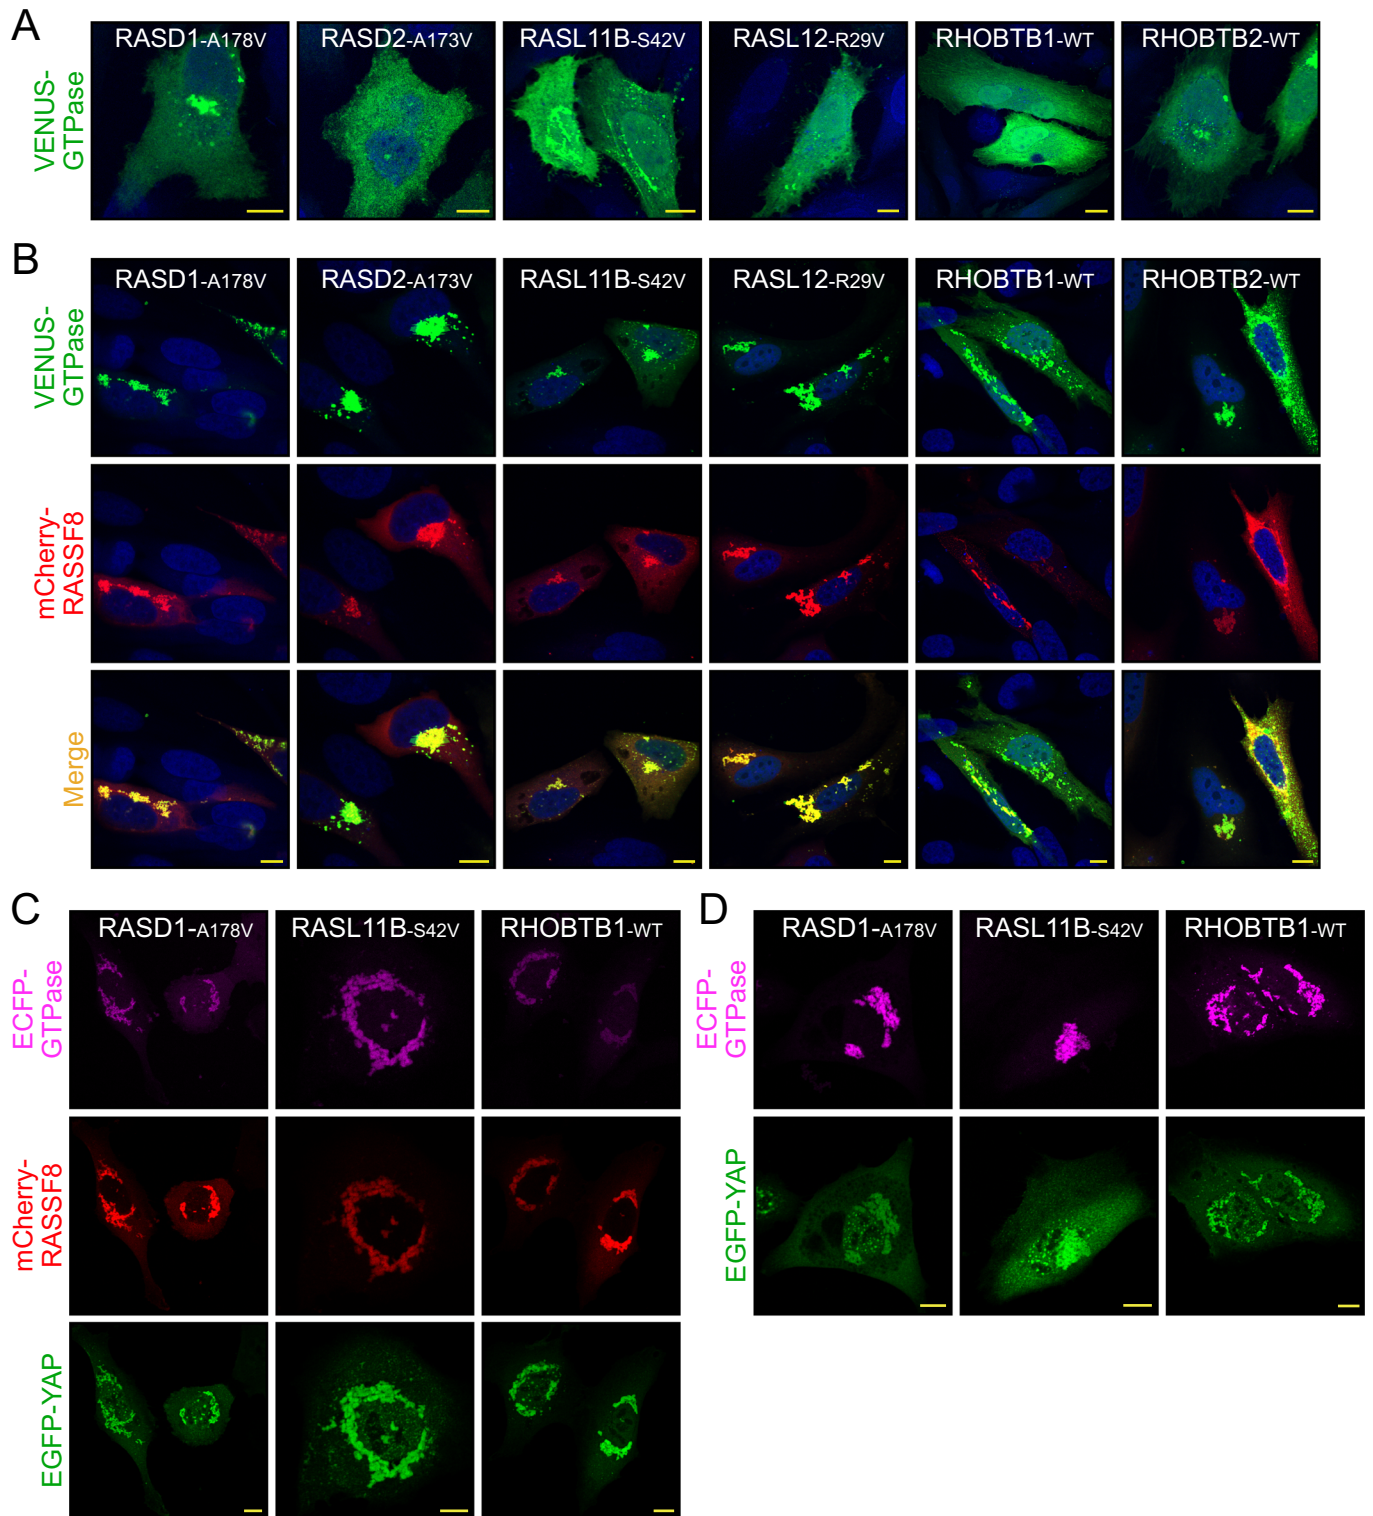 A
RASD1-A178V
RASD2-A173V
RASL11B-S42V
RASL12-R29V
RHOBTB1-WT
RHOBTB2-WT
VENUS-
GTPase
B
RASD1-A178V
RASD2-A173V
RASL11B-S42V
RASL12-R29V
RHOBTB1-WT
RHOBTB2-WT
VENUS-
GTPase
mCherry-
RASSF8
Merge
C
RASD1-A178V
RASL11B-S42V
RHOBTB1-WT
ECFP-
GTPase
mCherry-
RASSF8
EGFP-YAP
D
RASD1-A178V
RASL11B-S42V
RHOBTB1-WT
ECFP-
GTPase
EGFP-YAP